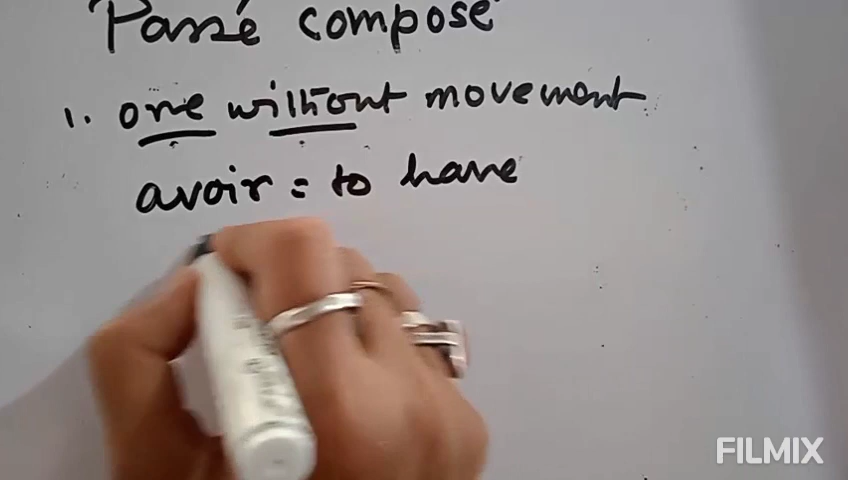 Passé composé
1. one without movement
avoir = to have
FILMIX